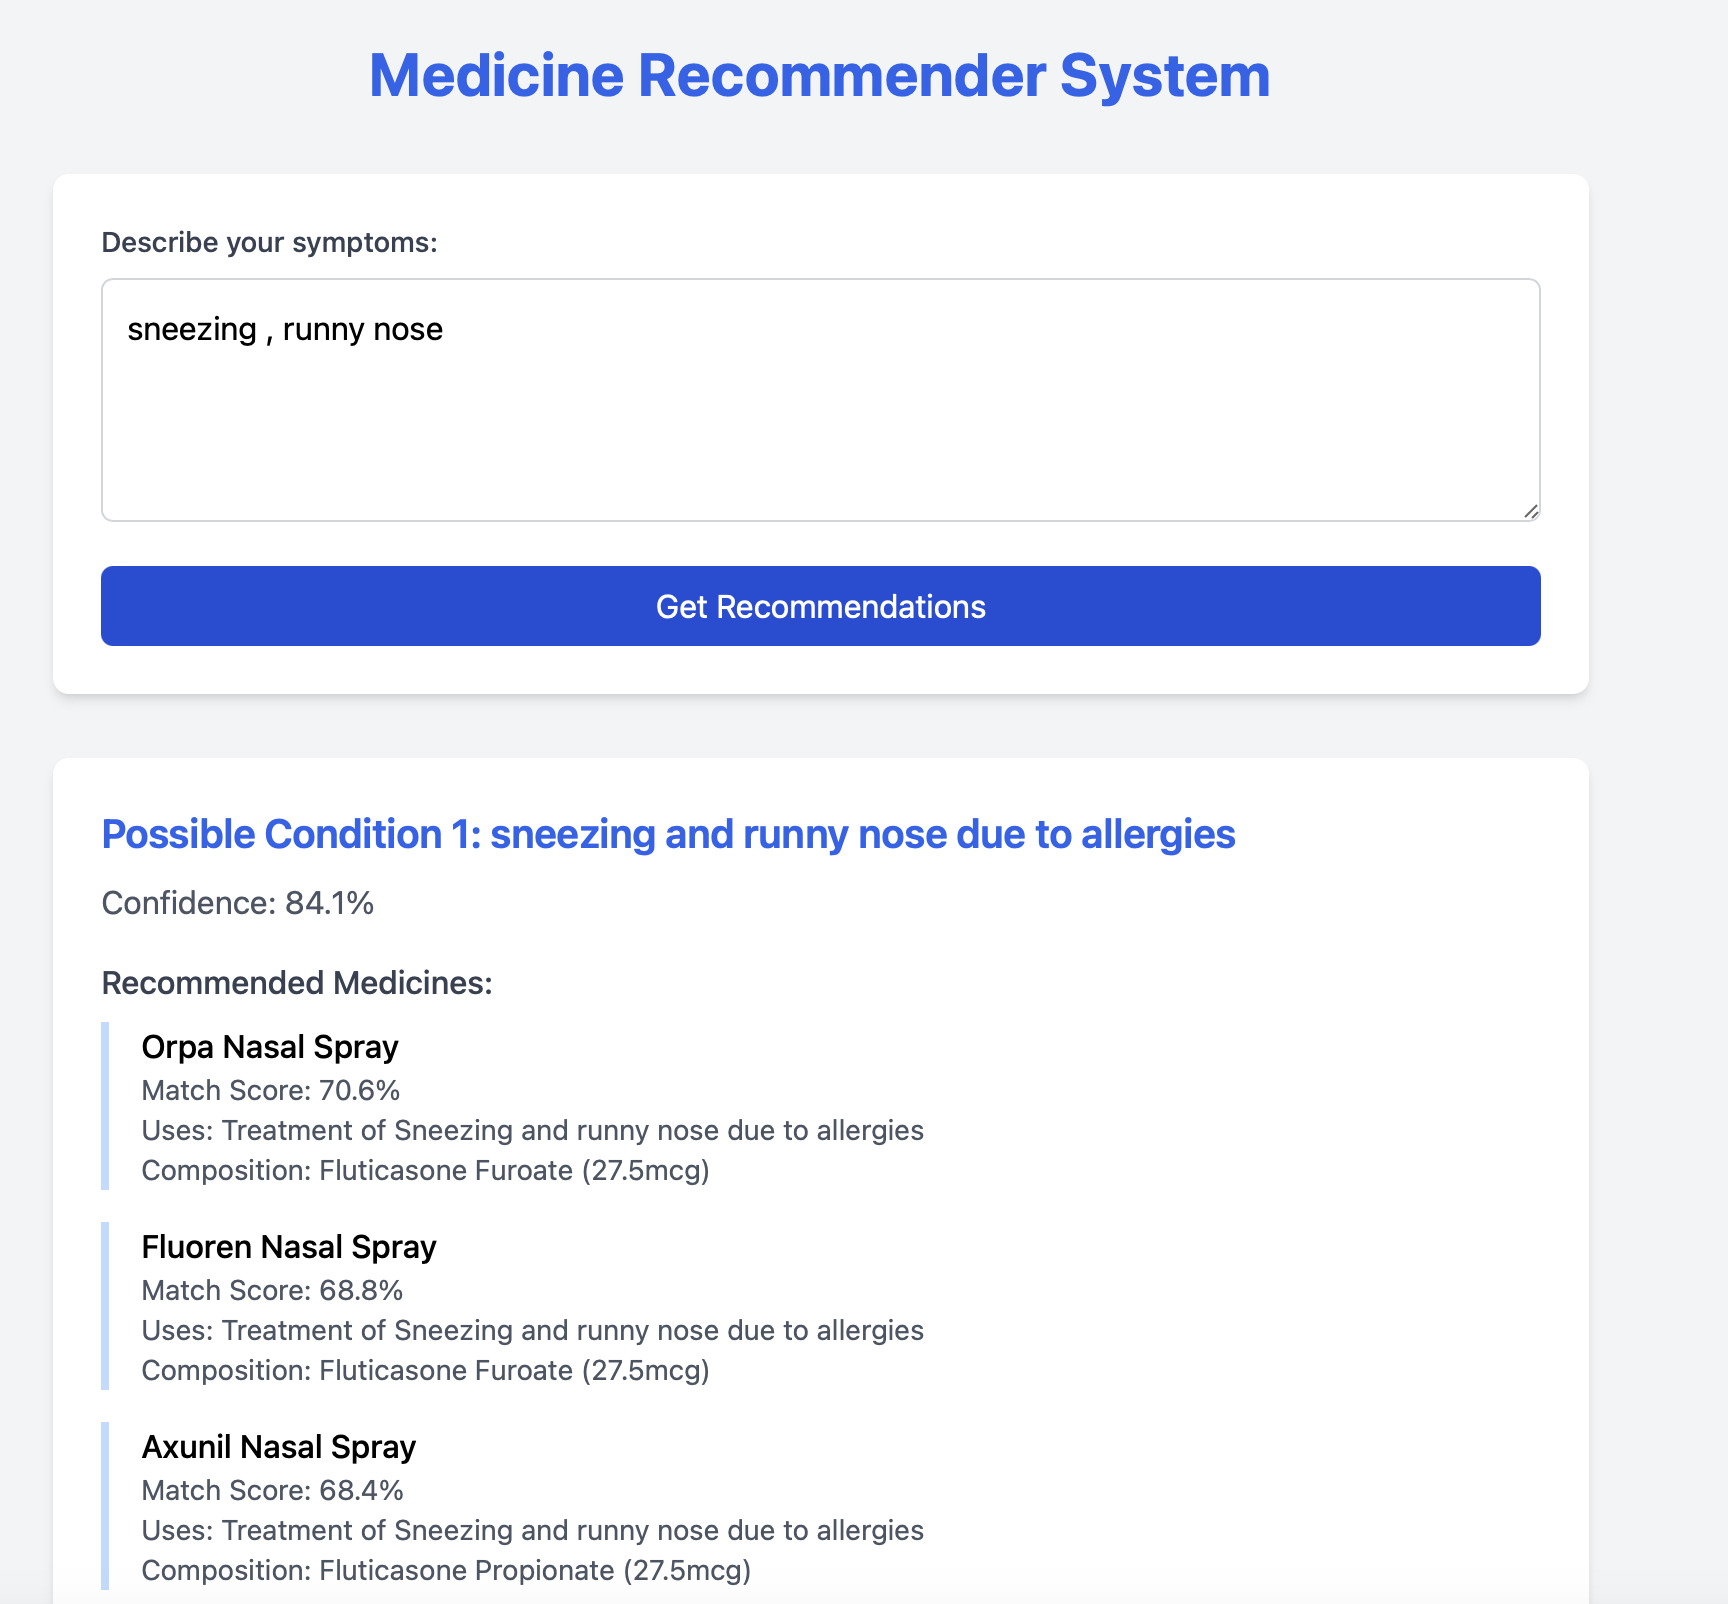 Medicine Recommender System
Describe your symptoms:
sneezing , runny nose
Get Recommendations
Possible Condition 1: sneezing and runny nose due to allergies
Confidence: 84.1%
Recommended Medicines:
Orpa Nasal Spray
Match Score: 70.6%
Uses: Treatment of Sneezing and runny nose due to allergies
Composition: Fluticasone Furoate (27.5mcg)
Fluoren Nasal Spray
Match Score: 68.8%
Uses: Treatment of Sneezing and runny nose due to allergies
Composition: Fluticasone Furoate (27.5mcg)
Axunil Nasal Spray
Match Score: 68.4%
Uses: Treatment of Sneezing and runny nose due to allergies
Composition: Fluticasone Propionate (27.5mcg)